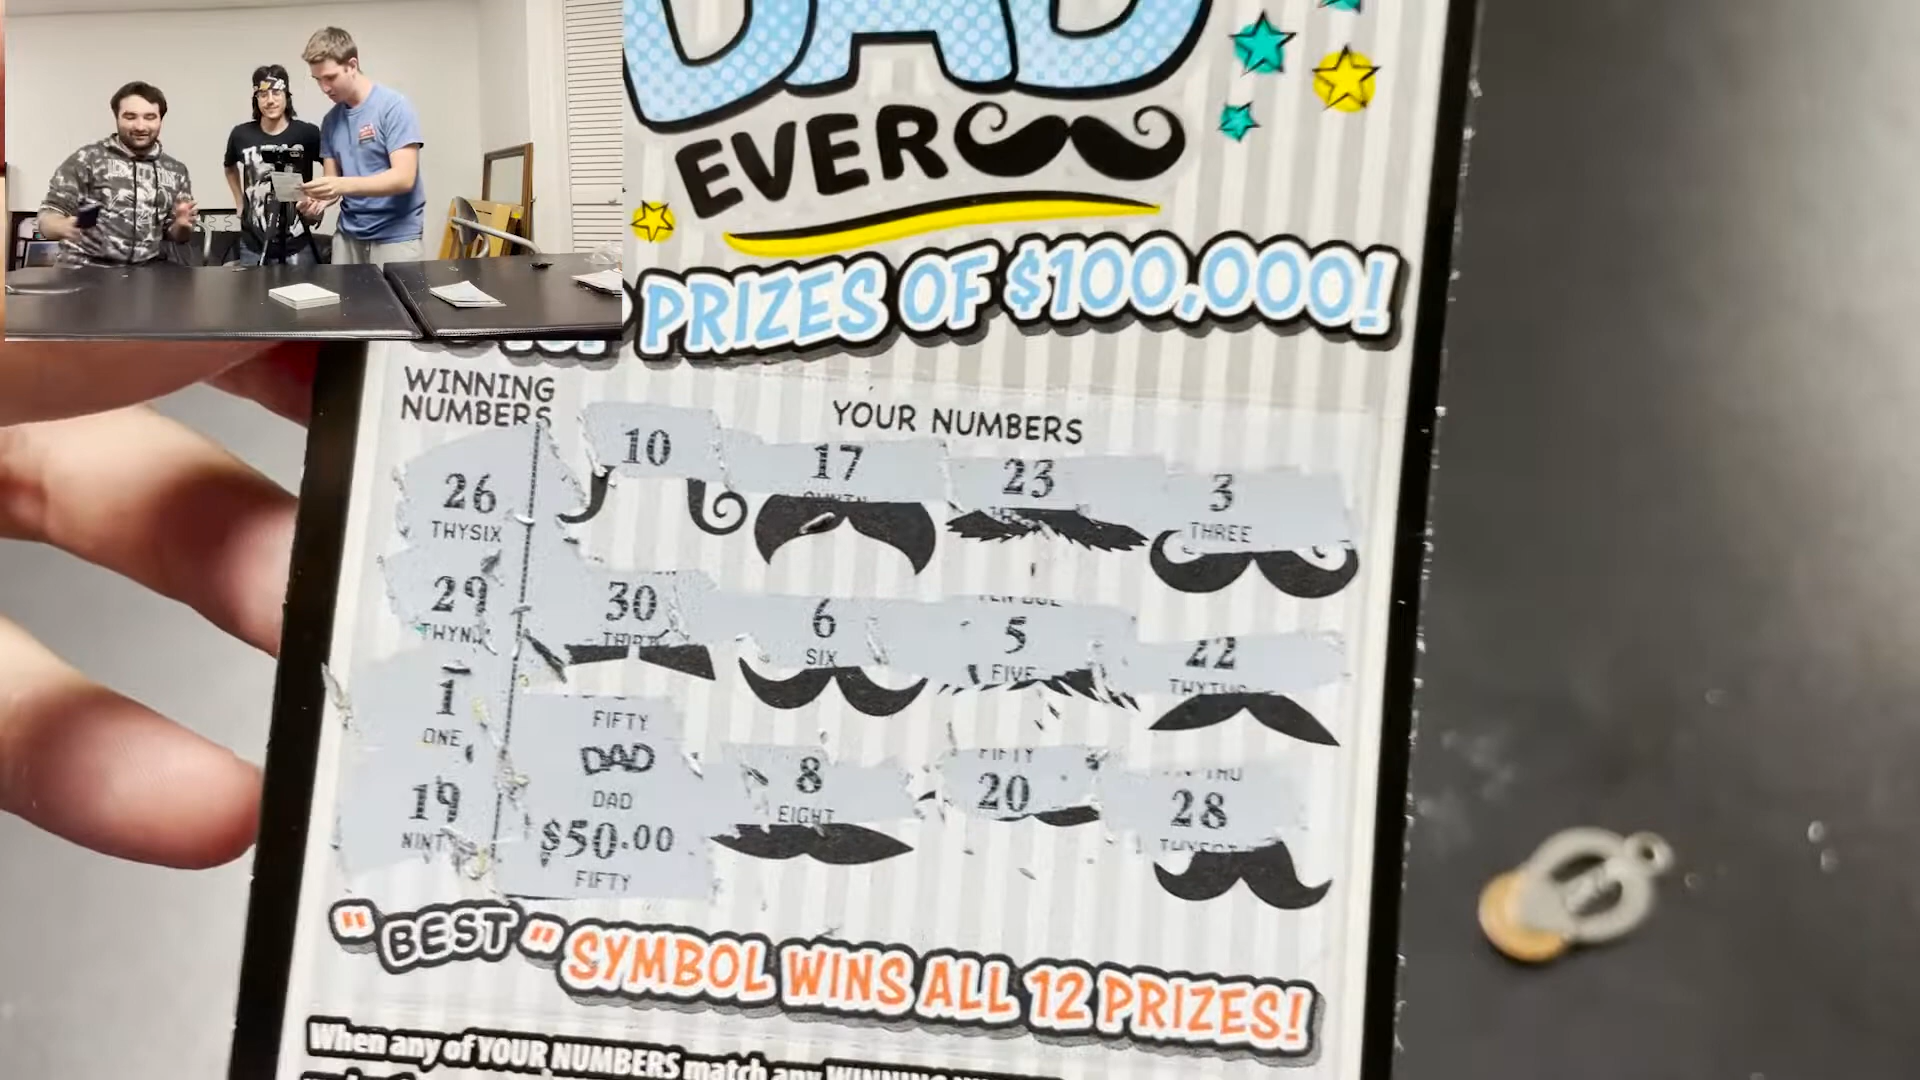 DAD
EVER
PRIZES OF $100,000!
WINNING
NUMBERS
YOUR NUMBERS
10 17 23 3
THREE
26
THYSIX
29
30 6 5 22
SIX FIVE
1
ONE
FIFTY
DAD 8 20 28
DAD EIGHT
19
$50.00
FIFTY
"BEST" SYMBOL WINS ALL 12 PRIZES!
When any of YOUR NUMBERS match any WINNING